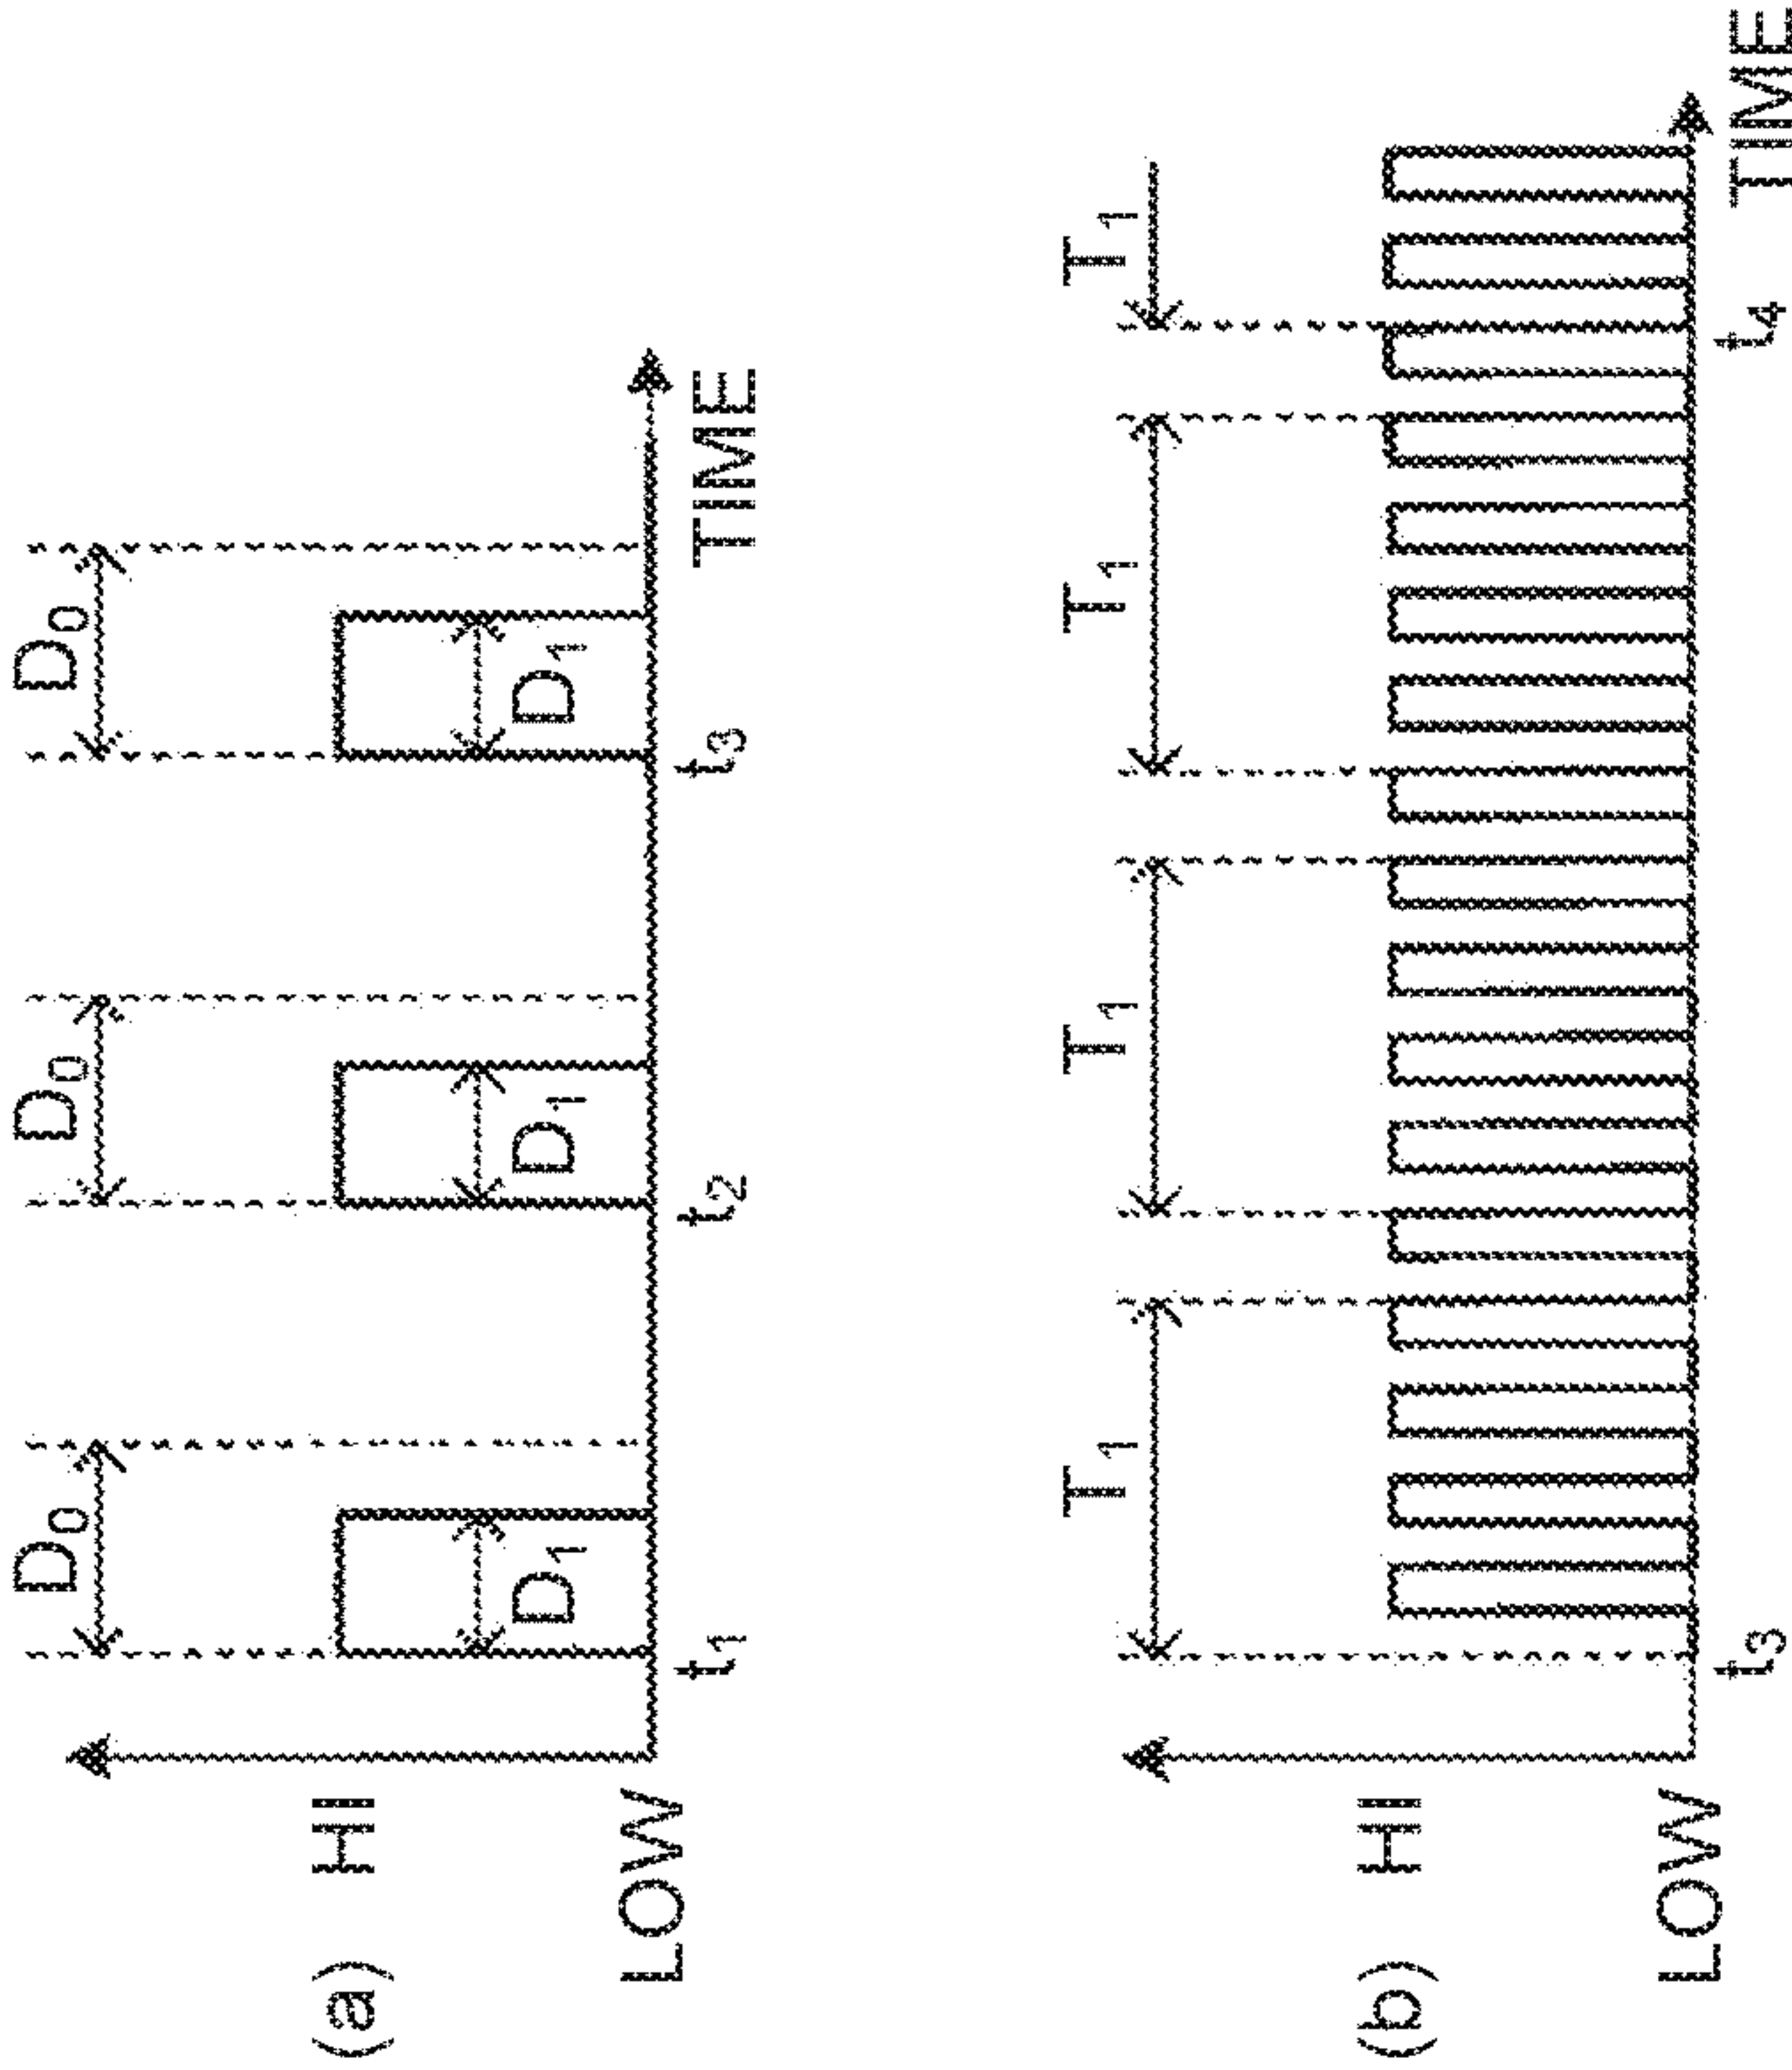 (a)
HI
LOW
D₀ D₀ D₀
D₁ D₁ D₁
t₁ t₂ t₃
TIME
(b)
HI
LOW
T₁ T₁ T₁ T₁
t₃ t₄
TIME